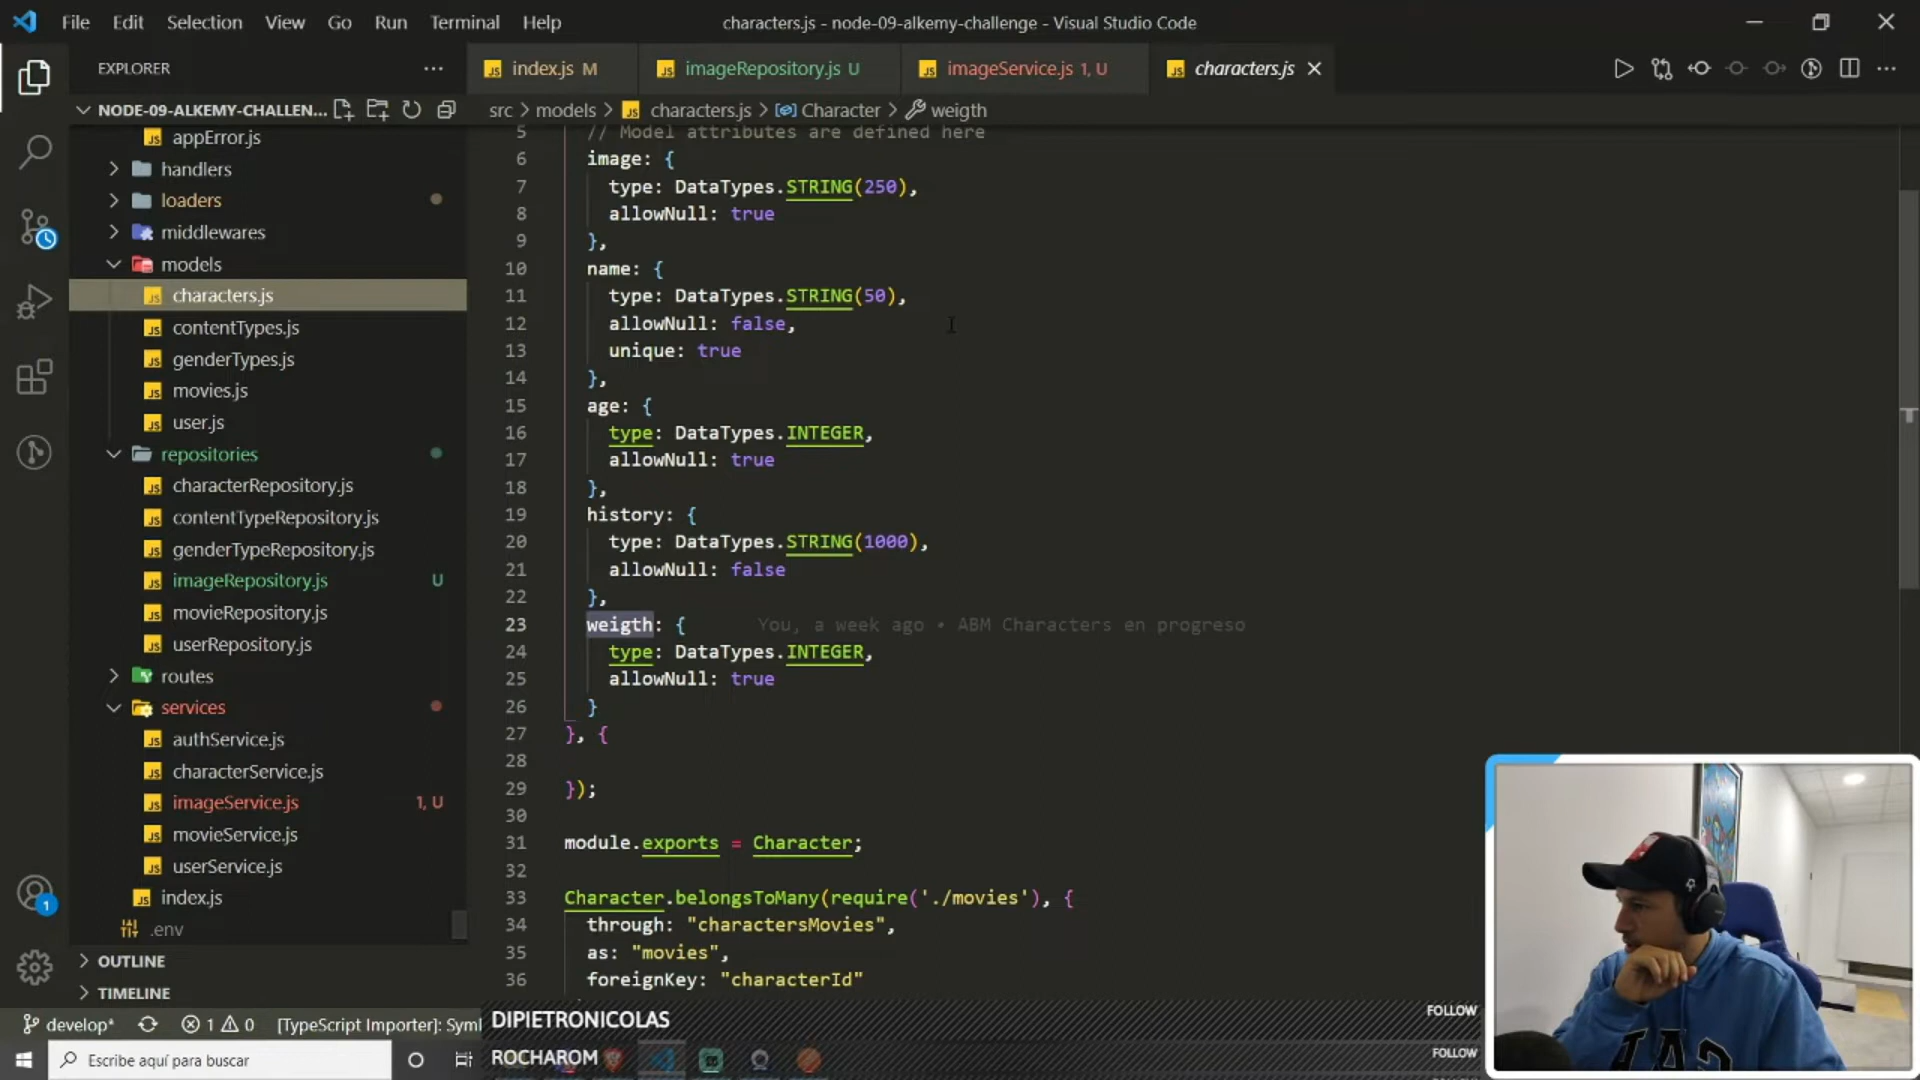 File Edit Selection View Go Run Terminal Help
characters.js - node-09-alkemy-challenge - Visual Studio Code
EXPLORER
index.js M
imageRepository.js U
imageService.js 1, U
characters.js
NODE-09-ALKEMY-CHALLEN...
src > models > characters.js > Character > weigth
appError.js
handlers
loaders
middlewares
models
characters.js
contentTypes.js
genderTypes.js
movies.js
user.js
repositories
characterRepository.js
contentTypeRepository.js
genderTypeRepository.js
imageRepository.js U
movieRepository.js
userRepository.js
routes
services
authService.js
characterService.js
imageService.js 1, U
movieService.js
userService.js
index.js
.env
OUTLINE
TIMELINE
5 // Model attributes are defined here
6 image: {
7 type: DataTypes.STRING(250),
8 allowNull: true
9 },
10 name: {
11 type: DataTypes.STRING(50),
12 allowNull: false,
13 unique: true
14 },
15 age: {
16 type: DataTypes.INTEGER,
17 allowNull: true
18 },
19 history: {
20 type: DataTypes.STRING(1000),
21 allowNull: false
22 },
23 weigth: { You, a week ago • ABM Characters en progreso
24 type: DataTypes.INTEGER,
25 allowNull: true
26 }
27 }, {
28
29 });
30
31 module.exports = Character;
32
33 Character.belongsToMany(require('./movies'), {
34 through: "charactersMovies",
35 as: "movies",
36 foreignKey: "characterId"
develop* 1 0 [TypeScript Importer]: Syml
DIPIETRONICOLAS
FOLLOW
Escribe aquí para buscar
ROCHAROM
FOLLOW
1
GAP